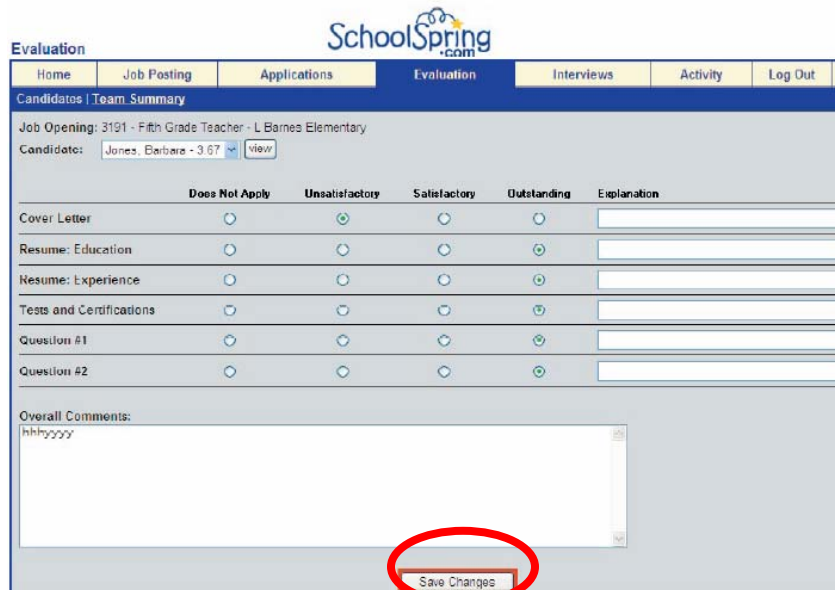 SchoolSpring
.com
Evaluation
Home Job Posting Applications Evaluation Interviews Activity Log Out
Candidates | Team Summary
Job Opening: 3191 - Fifth Grade Teacher - L Barnes Elementary
Candidate: Jones, Barbara - 3.67 view
Does Not Apply Unsatisfactory Satisfactory Outstanding Explanation
Cover Letter
Resume: Education
Resume: Experience
Tests and Certifications
Question #1
Question #2
Overall Comments:
hhhyyyy
Save Changes